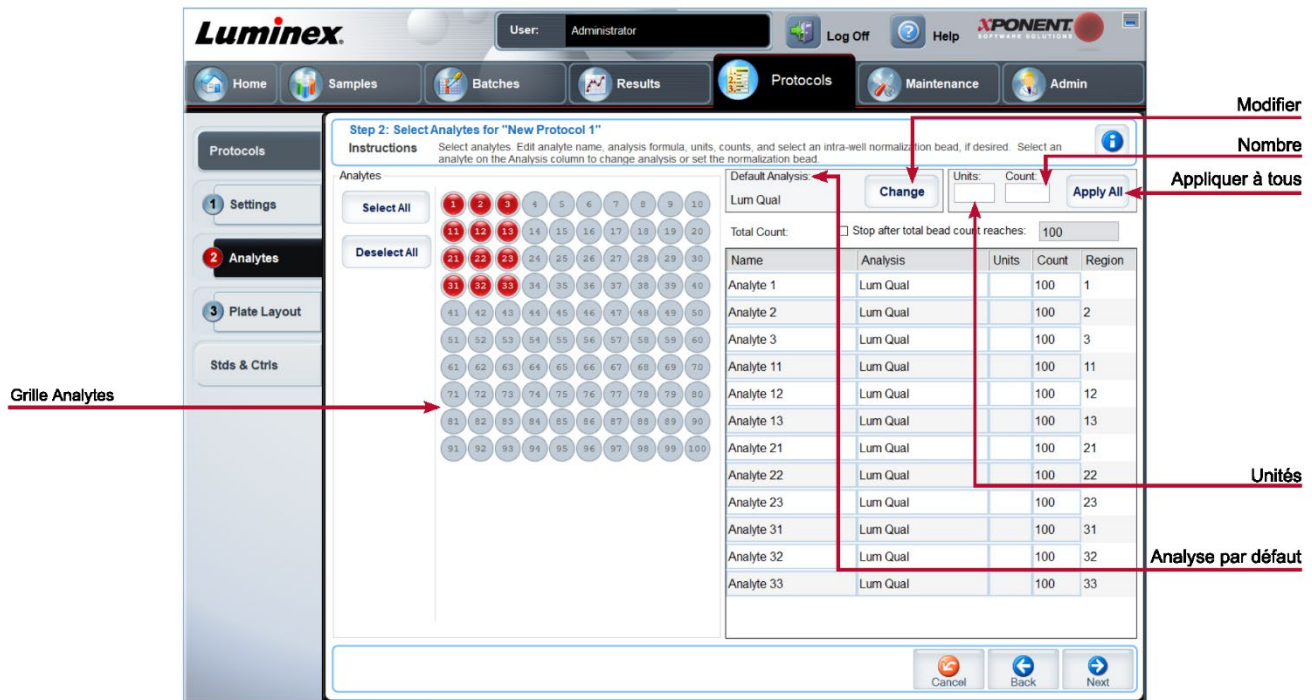 Luminex
User: Administrator
Log Off
Help
XPONENT.
SOFTWARE SOLUTIONS
Home
Samples
Batches
Results
Protocols
Maintenance
Admin
Modifier
Nombre
Appliquer à tous
Unités
Analyse par défaut
Grille Analytes
Protocols
1 Settings
2 Analytes
3 Plate Layout
Stds & Ctrls
Step 2: Select Analytes for "New Protocol 1"
Instructions
Select analytes. Edit analyte name, analysis formula, units, counts, and select an intra-well normalization bead, if desired. Select an
analyte on the Analysis column to change analysis or set the normalization bead.
Analytes
Select All
Deselect All
1 2 3 4 5 6 7 8 9 10
11 12 13 14 15 16 17 18 19 20
21 22 23 24 25 26 27 28 29 30
31 32 33 34 35 36 37 38 39 40
41 42 43 44 45 46 47 48 49 50
51 52 53 54 55 56 57 58 59 60
61 62 63 64 65 66 67 68 69 70
71 72 73 74 75 76 77 78 79 80
81 82 83 84 85 86 87 88 89 90
91 92 93 94 95 96 97 98 99 100
Default Analysis:
Lum Qual
Change
Units:
Count:
Apply All
Total Count:
Stop after total bead count reaches: 100
Name Analysis Units Count Region
Analyte 1 Lum Qual 100 1
Analyte 2 Lum Qual 100 2
Analyte 3 Lum Qual 100 3
Analyte 11 Lum Qual 100 11
Analyte 12 Lum Qual 100 12
Analyte 13 Lum Qual 100 13
Analyte 21 Lum Qual 100 21
Analyte 22 Lum Qual 100 22
Analyte 23 Lum Qual 100 23
Analyte 31 Lum Qual 100 31
Analyte 32 Lum Qual 100 32
Analyte 33 Lum Qual 100 33
Cancel
Back
Next